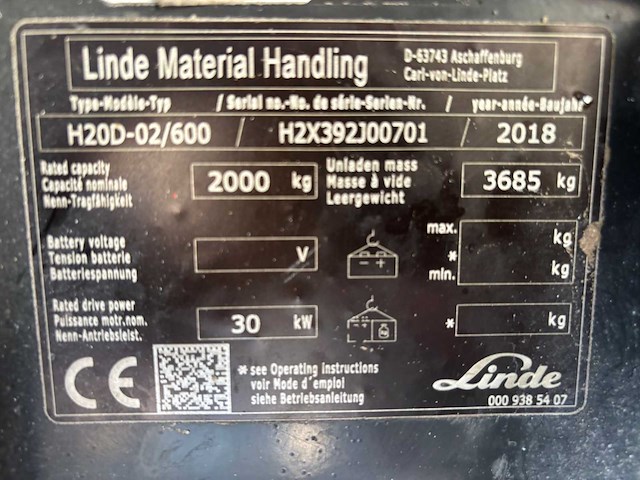 Linde Material Handling
D-63743 Aschaffenburg
Carl-von-Linde-Platz
Type-Modèle-Typ / Serial no.-No. de série-Serien-Nr. / year-année-Baujahr
H20D-02/600 / H2X392J00701 / 2018
Rated capacity
Capacité nominale
Nenn-Tragfähigkeit
2000 kg
Unladen mass
Masse à vide
Leergewicht
3685 kg
Battery voltage
Tension batterie
Batteriespannung
V
max. kg
*
min. kg
Rated drive power
Puissance motr.nom.
Nenn-Antriebsleist.
30 kW
kg
* kg
CE
* see Operating instructions
voir Mode d´emploi
siehe Betriebsanleitung
Linde
000 938 54 07